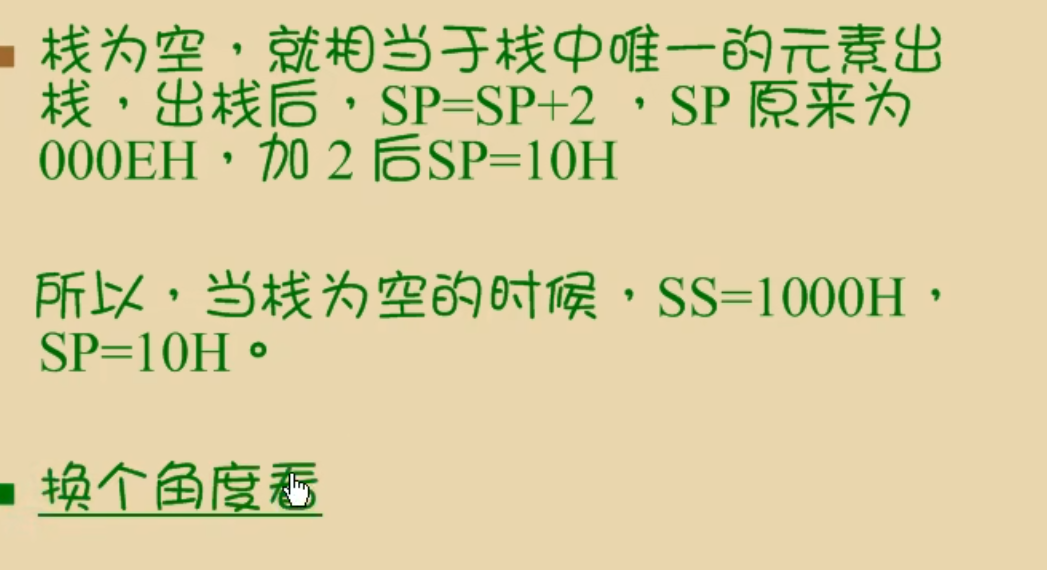 栈为空，就相当于栈中唯一的元素出
栈，出栈后，SP=SP+2 ，SP 原来为
000EH，加 2 后SP=10H
所以，当栈为空的时候，SS=1000H，
SP=10H。
换个角度看